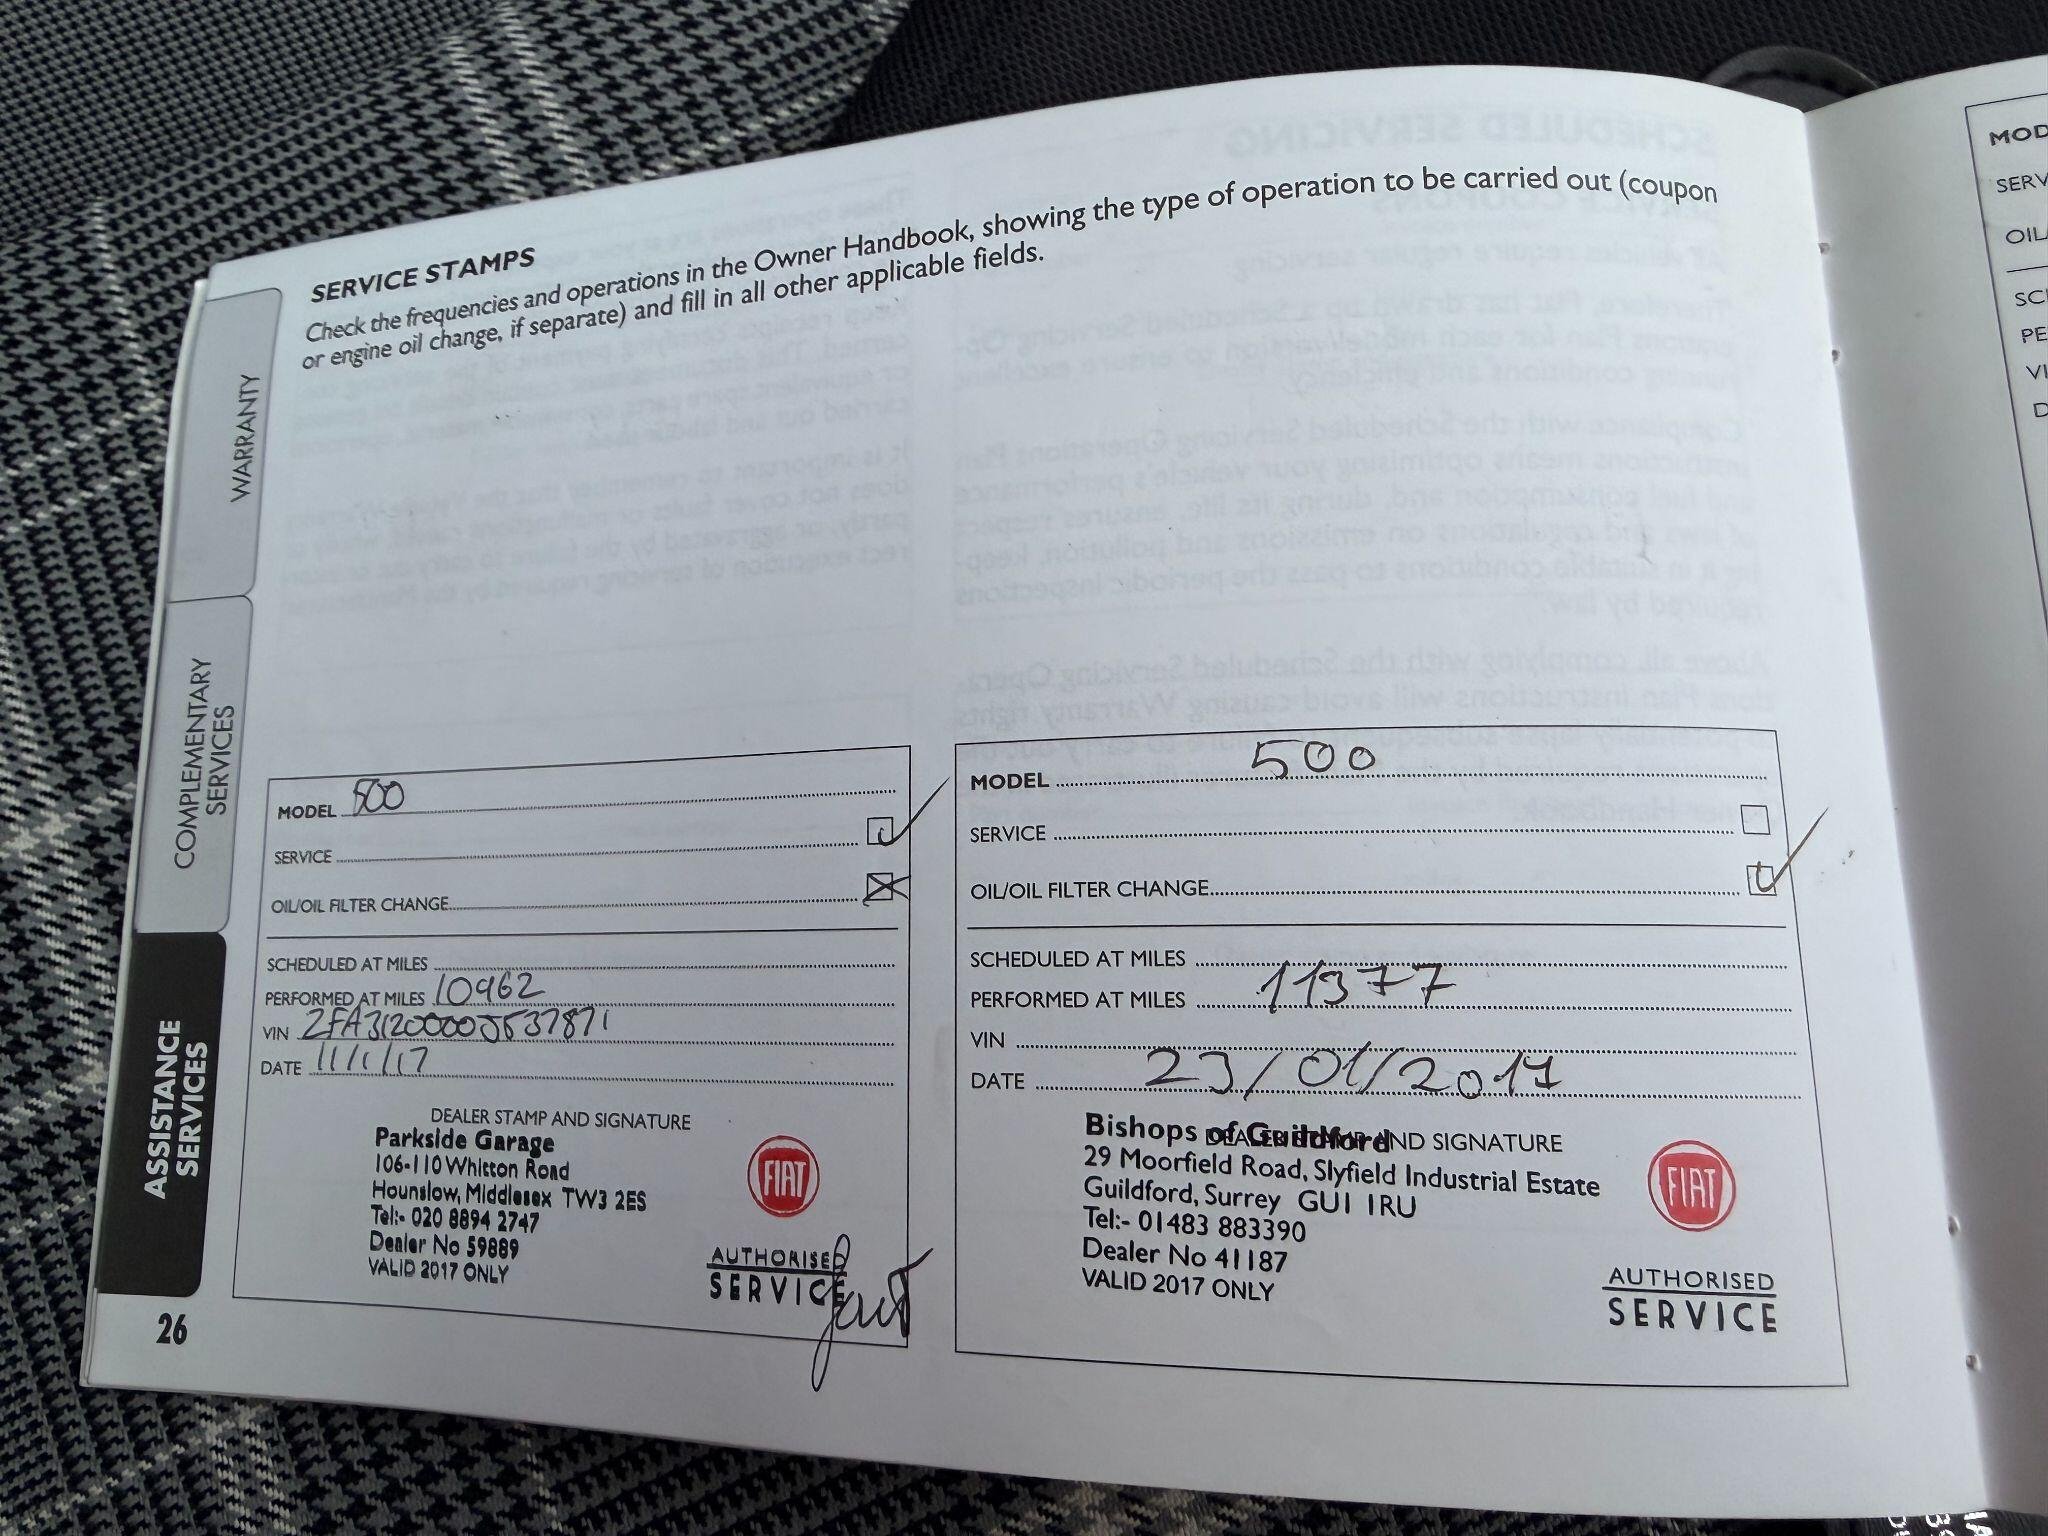 SERVICE STAMPS
Check the frequencies and operations in the Owner Handbook, showing the type of operation to be carried out (coupon
or engine oil change, if separate) and fill in all other applicable fields.
WARRANTY
COMPLEMENTARY
SERVICES
ASSISTANCE
SERVICES
26
MODEL 500
SERVICE
OIL/OIL FILTER CHANGE
SCHEDULED AT MILES
PERFORMED AT MILES 10962
VIN ZFA3120000J537871
DATE 11/1/17
DEALER STAMP AND SIGNATURE
Parkside Garage
106-110 Whitton Road
Hounslow, Middlesex TW3 2ES
Tel:- 020 8894 2747
Dealer No 59889
VALID 2017 ONLY
FIAT
AUTHORISED
SERVICE
MODEL 500
SERVICE
OIL/OIL FILTER CHANGE
SCHEDULED AT MILES
PERFORMED AT MILES 11377
VIN
DATE 23/01/2017
DEALER STAMP AND SIGNATURE
Bishops of Guildford
29 Moorfield Road, Slyfield Industrial Estate
Guildford, Surrey GU1 1RU
Tel:- 01483 883390
Dealer No 41187
VALID 2017 ONLY
FIAT
AUTHORISED
SERVICE
MOD
SERV
OIL
SC
PE
VI
D